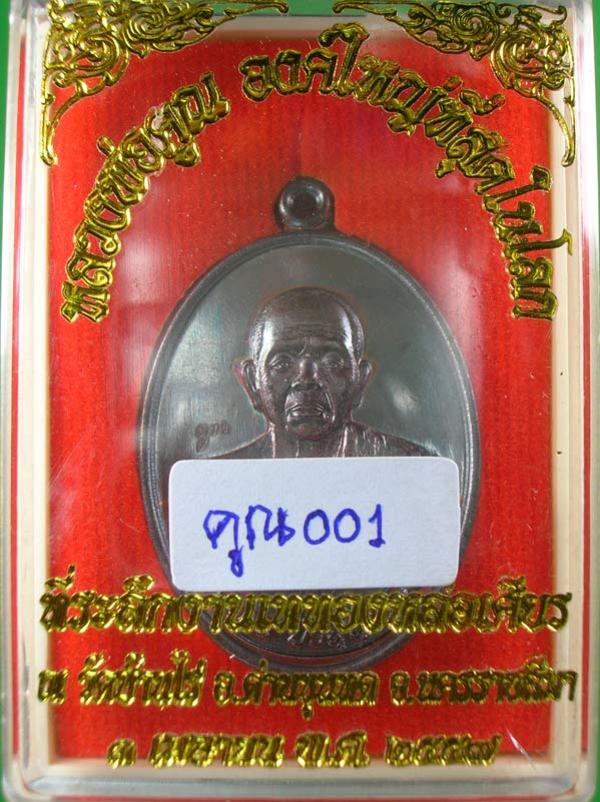 หลวงพ่อคูณ องค์ใหญ่ที่สุดในโลก
คูณ001
ที่ระลึกงานเททองหล่อเศียร
ณ วัดบ้านไร่ อ.ด่านขุนทด จ.นครราชสีมา
๓ เมษายน พ.ศ. ๒๕๕๗